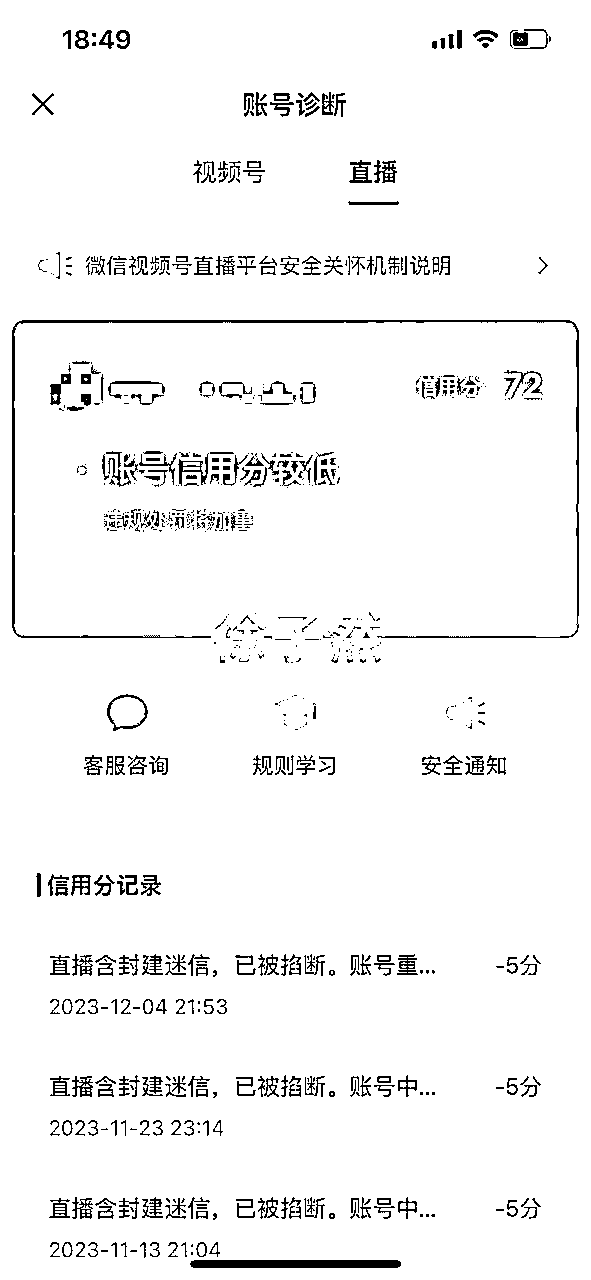 18:49
账号诊断
视频号 直播
微信视频号直播平台安全关怀机制说明
信用分 72
账号信用分较低
违规处罚将加重
徐子燚
客服咨询 规则学习 安全通知
信用分记录
直播含封建迷信，已被掐断。账号重... -5分
2023-12-04 21:53
直播含封建迷信，已被掐断。账号中... -5分
2023-11-23 23:14
直播含封建迷信，已被掐断。账号中... -5分
2023-11-13 21:04